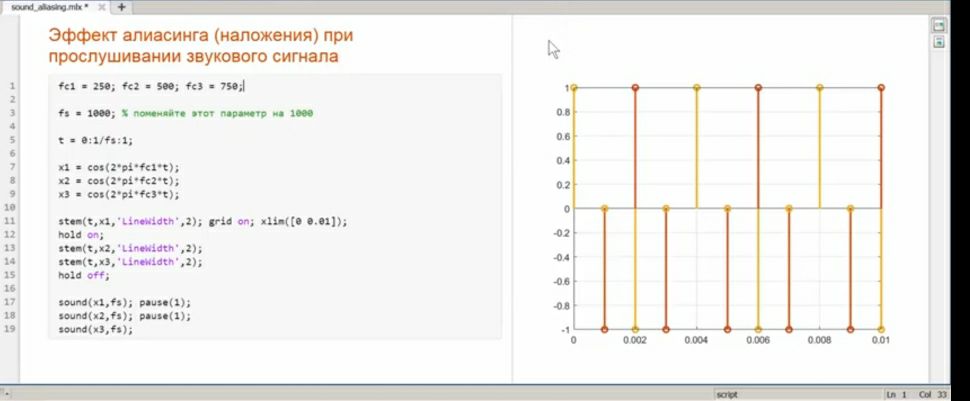 sound_aliasing.mlx *
Эффект алиасинга (наложения) при
прослушивании звукового сигнала
1 fc1 = 250; fc2 = 500; fc3 = 750;
2
3 fs = 1000; % поменяйте этот параметр на 1000
4
5 t = 0:1/fs:1;
6
7 x1 = cos(2*pi*fc1*t);
8 x2 = cos(2*pi*fc2*t);
9 x3 = cos(2*pi*fc3*t);
10
11 stem(t,x1,'LineWidth',2); grid on; xlim([0 0.01]);
12 hold on;
13 stem(t,x2,'LineWidth',2);
14 stem(t,x3,'LineWidth',2);
15 hold off;
16
17 sound(x1,fs); pause(1);
18 sound(x2,fs); pause(1);
19 sound(x3,fs);
1
0.8
0.6
0.4
0.2
0
-0.2
-0.4
-0.6
-0.8
-1
0 0.002 0.004 0.006 0.008 0.01
script Ln 1 Col 33